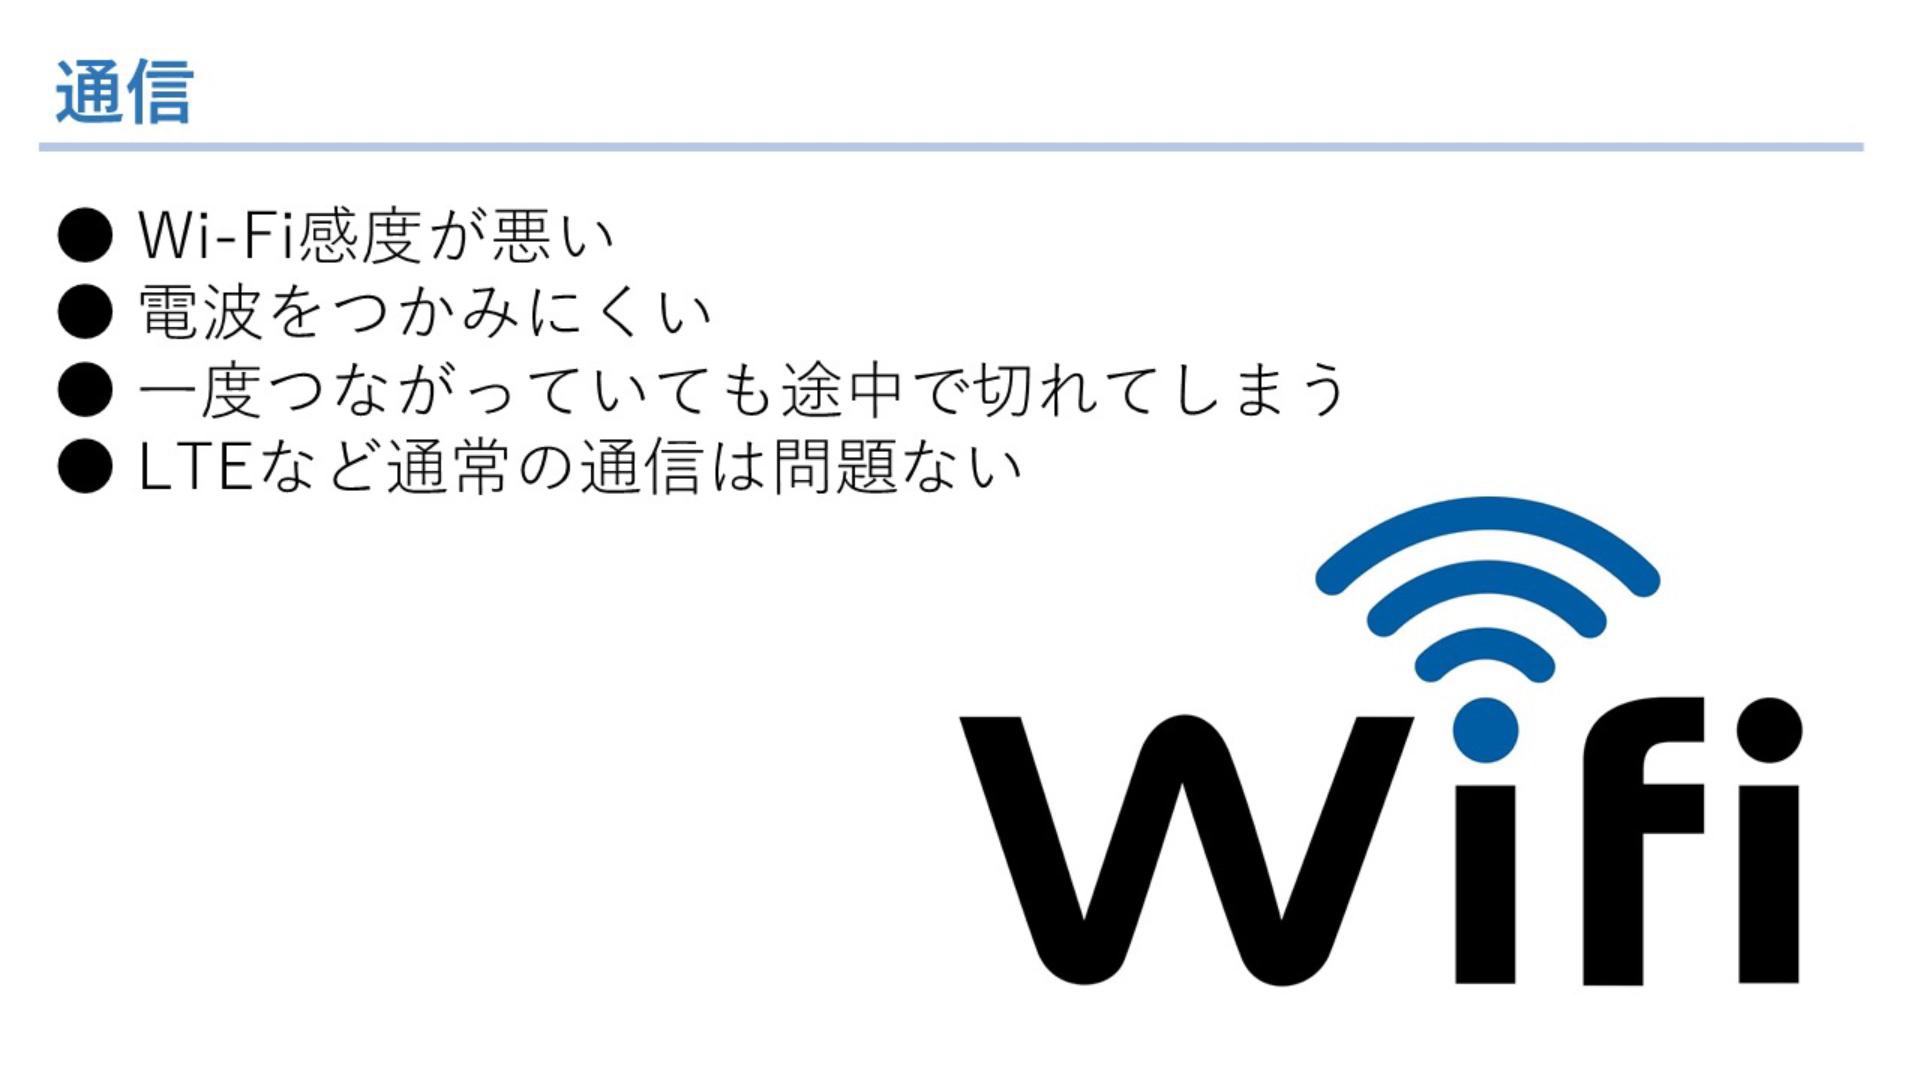 通信
● Wi-Fi感度が悪い
● 電波をつかみにくい
● 一度つながっていても途中で切れてしまう
● LTEなど通常の通信は問題ない
Wifi